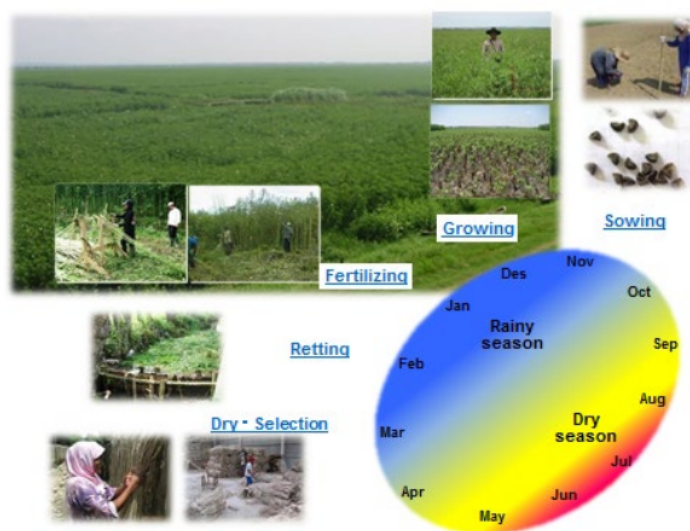 Growing
Sowing
Fertilizing
Retting
Dry・Selection
Nov
Des
Oct
Jan
Rainy
season
Sep
Feb
Aug
Dry
season
Mar
Jul
Apr
Jun
May